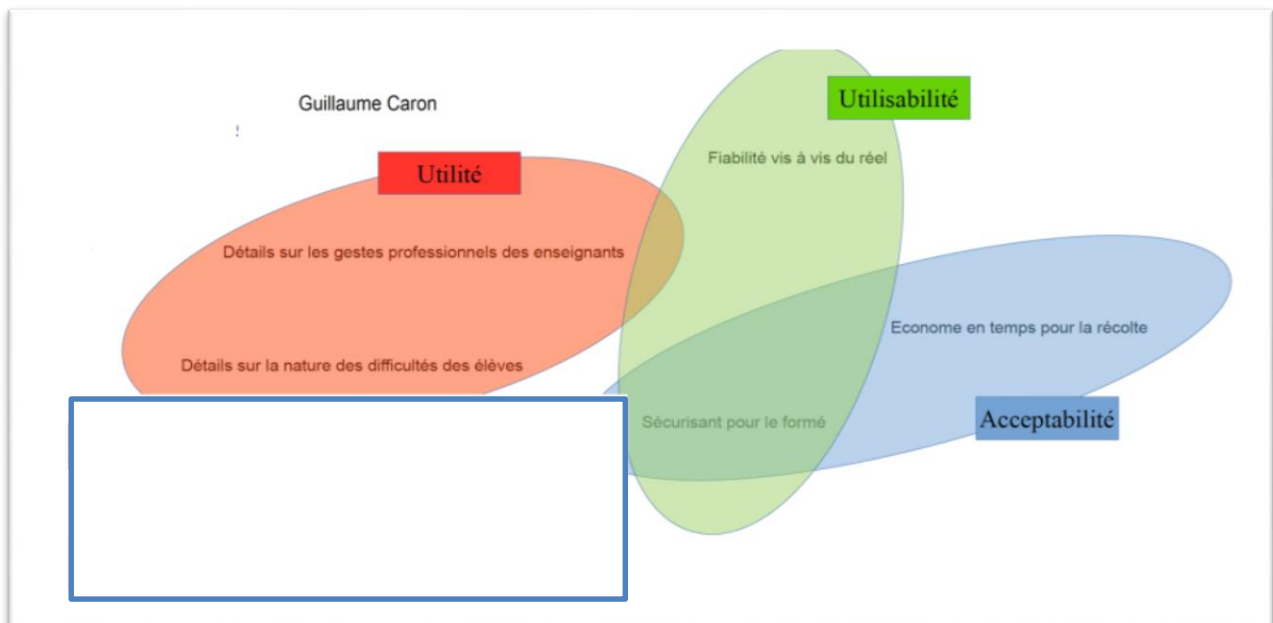 Guillaume Caron
Utilisabilité
Fiabilité vis à vis du réel
Utilité
Détails sur les gestes professionnels des enseignants
Econome en temps pour la récolte
Détails sur la nature des difficultés des élèves
Sécurisant pour le formé
Acceptabilité